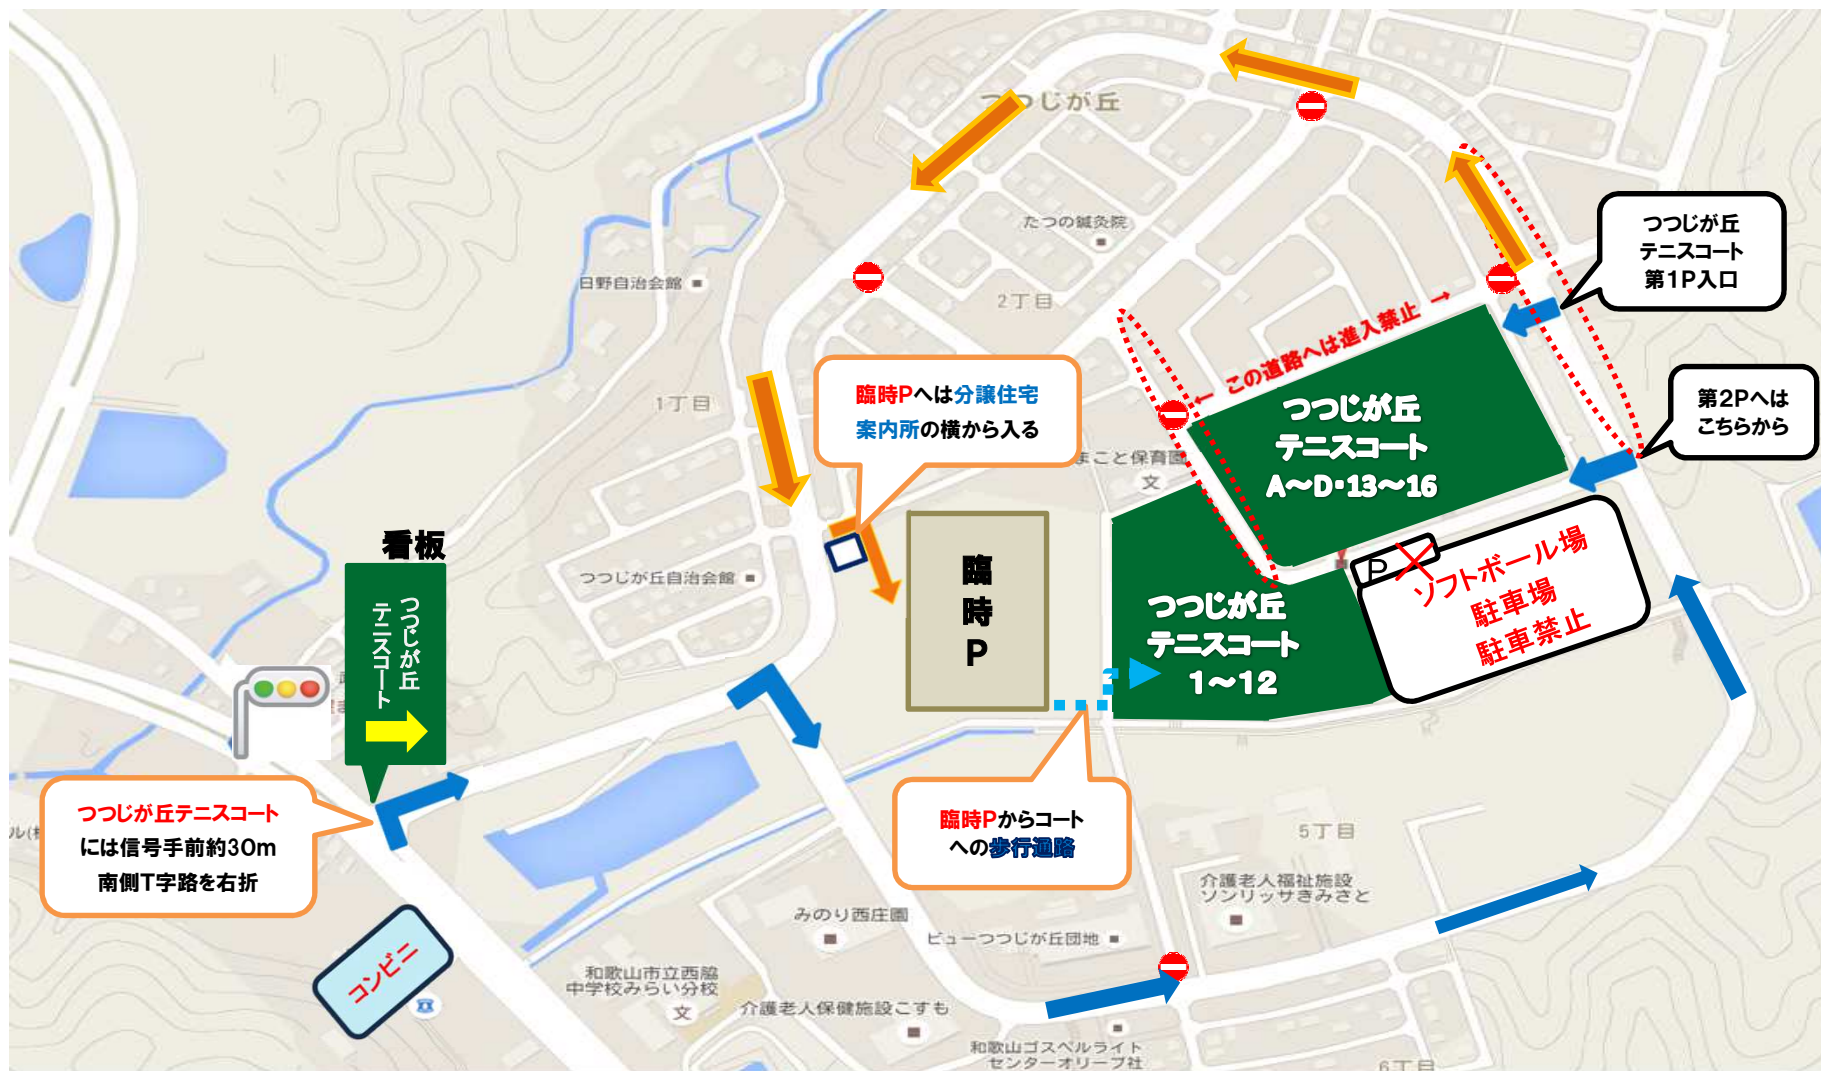 つつじが丘
たつの鍼灸院
日野自治会館
2丁目
1丁目
つつじが丘
テニスコート
第1P入口
第2Pへは
こちらから
← この道路へは進入禁止 →
臨時Pへは分譲住宅
案内所の横から入る
まこと保育園
文
つつじが丘
テニスコート
A〜D・13〜16
看板
つつじが丘
テニスコート
つつじが丘自治会館
臨
時
P
つつじが丘
テニスコート
1〜12
P
ソフトボール場
駐車場
駐車禁止
つつじが丘テニスコート
には信号手前約30m
南側T字路を右折
臨時Pからコート
への歩行通路
5丁目
介護老人福祉施設
ソンリッサきみさと
みのり西庄園
ビューつつじが丘団地
コンビニ
和歌山市立西脇
中学校みらい分校
文
介護老人保健施設こすも
和歌山ゴスペルライト
センターオリーブ社
6丁目